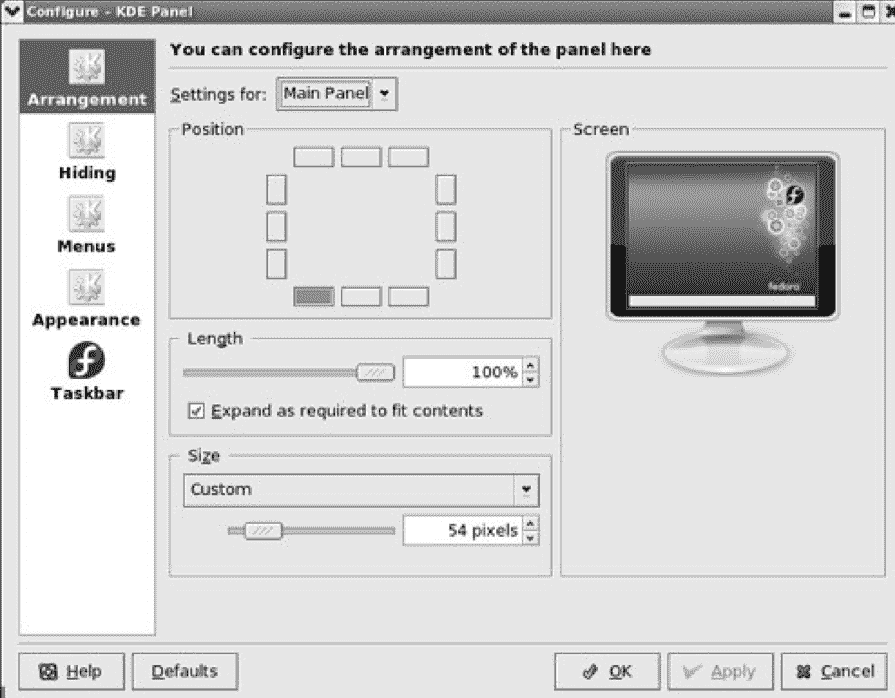 Configure - KDE Panel
Arrangement
Hiding
Menus
Appearance
Taskbar
You can configure the arrangement of the panel here
Settings for: Main Panel
Position
Screen
fedora
Length
100%
Expand as required to fit contents
Size
Custom
54 pixels
Help
Defaults
OK
Apply
Cancel